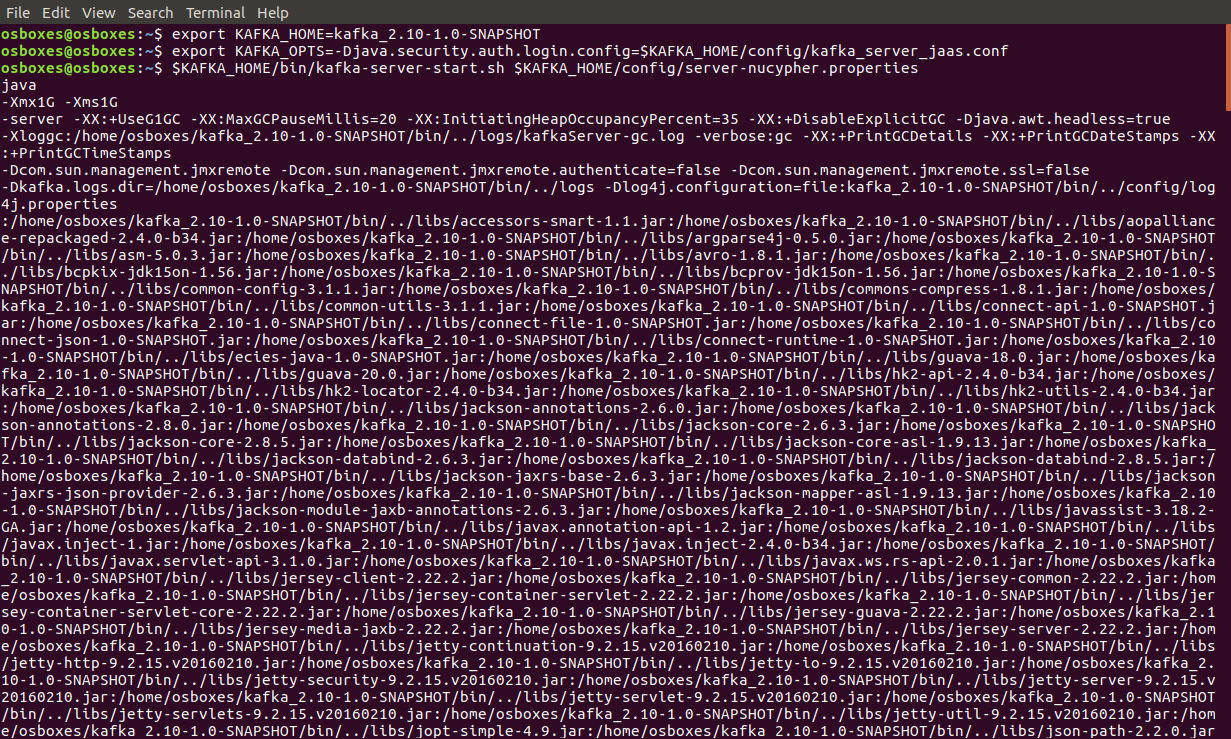 File Edit View Search Terminal Help
osboxes@osboxes:~$ export KAFKA_HOME=kafka_2.10-1.0-SNAPSHOT
osboxes@osboxes:~$ export KAFKA_OPTS=-Djava.security.auth.login.config=$KAFKA_HOME/config/kafka_server_jaas.conf
osboxes@osboxes:~$ $KAFKA_HOME/bin/kafka-server-start.sh $KAFKA_HOME/config/server-nucypher.properties
java
-Xmx1G -Xms1G
-server -XX:+UseG1GC -XX:MaxGCPauseMillis=20 -XX:InitiatingHeapOccupancyPercent=35 -XX:+DisableExplicitGC -Djava.awt.headless=true
-Xloggc:/home/osboxes/kafka_2.10-1.0-SNAPSHOT/bin/../logs/kafkaServer-gc.log -verbose:gc -XX:+PrintGCDetails -XX:+PrintGCDateStamps -XX
:+PrintGCTimeStamps
-Dcom.sun.management.jmxremote -Dcom.sun.management.jmxremote.authenticate=false -Dcom.sun.management.jmxremote.ssl=false
-Dkafka.logs.dir=/home/osboxes/kafka_2.10-1.0-SNAPSHOT/bin/../logs -Dlog4j.configuration=file:kafka_2.10-1.0-SNAPSHOT/bin/../config/log
4j.properties
:/home/osboxes/kafka_2.10-1.0-SNAPSHOT/bin/../libs/accessors-smart-1.1.jar:/home/osboxes/kafka_2.10-1.0-SNAPSHOT/bin/../libs/aopallianc
e-repackaged-2.4.0-b34.jar:/home/osboxes/kafka_2.10-1.0-SNAPSHOT/bin/../libs/argparse4j-0.5.0.jar:/home/osboxes/kafka_2.10-1.0-SNAPSHOT
/bin/../libs/asm-5.0.3.jar:/home/osboxes/kafka_2.10-1.0-SNAPSHOT/bin/../libs/avro-1.8.1.jar:/home/osboxes/kafka_2.10-1.0-SNAPSHOT/bin/.
./libs/bcpkix-jdk15on-1.56.jar:/home/osboxes/kafka_2.10-1.0-SNAPSHOT/bin/../libs/bcprov-jdk15on-1.56.jar:/home/osboxes/kafka_2.10-1.0-S
NAPSHOT/bin/../libs/common-config-3.1.1.jar:/home/osboxes/kafka_2.10-1.0-SNAPSHOT/bin/../libs/commons-compress-1.8.1.jar:/home/osboxes/
kafka_2.10-1.0-SNAPSHOT/bin/../libs/common-utils-3.1.1.jar:/home/osboxes/kafka_2.10-1.0-SNAPSHOT/bin/../libs/connect-api-1.0-SNAPSHOT.j
ar:/home/osboxes/kafka_2.10-1.0-SNAPSHOT/bin/../libs/connect-file-1.0-SNAPSHOT.jar:/home/osboxes/kafka_2.10-1.0-SNAPSHOT/bin/../libs/co
nnect-json-1.0-SNAPSHOT.jar:/home/osboxes/kafka_2.10-1.0-SNAPSHOT/bin/../libs/connect-runtime-1.0-SNAPSHOT.jar:/home/osboxes/kafka_2.10
-1.0-SNAPSHOT/bin/../libs/ecies-java-1.0-SNAPSHOT.jar:/home/osboxes/kafka_2.10-1.0-SNAPSHOT/bin/../libs/guava-18.0.jar:/home/osboxes/ka
fka_2.10-1.0-SNAPSHOT/bin/../libs/guava-20.0.jar:/home/osboxes/kafka_2.10-1.0-SNAPSHOT/bin/../libs/hk2-api-2.4.0-b34.jar:/home/osboxes/
kafka_2.10-1.0-SNAPSHOT/bin/../libs/hk2-locator-2.4.0-b34.jar:/home/osboxes/kafka_2.10-1.0-SNAPSHOT/bin/../libs/hk2-utils-2.4.0-b34.jar
:/home/osboxes/kafka_2.10-1.0-SNAPSHOT/bin/../libs/jackson-annotations-2.6.0.jar:/home/osboxes/kafka_2.10-1.0-SNAPSHOT/bin/../libs/jack
son-annotations-2.8.0.jar:/home/osboxes/kafka_2.10-1.0-SNAPSHOT/bin/../libs/jackson-core-2.6.3.jar:/home/osboxes/kafka_2.10-1.0-SNAPSHO
T/bin/../libs/jackson-core-2.8.5.jar:/home/osboxes/kafka_2.10-1.0-SNAPSHOT/bin/../libs/jackson-core-asl-1.9.13.jar:/home/osboxes/kafka_
2.10-1.0-SNAPSHOT/bin/../libs/jackson-databind-2.6.3.jar:/home/osboxes/kafka_2.10-1.0-SNAPSHOT/bin/../libs/jackson-databind-2.8.5.jar:/
home/osboxes/kafka_2.10-1.0-SNAPSHOT/bin/../libs/jackson-jaxrs-base-2.6.3.jar:/home/osboxes/kafka_2.10-1.0-SNAPSHOT/bin/../libs/jackson
-jaxrs-json-provider-2.6.3.jar:/home/osboxes/kafka_2.10-1.0-SNAPSHOT/bin/../libs/jackson-mapper-asl-1.9.13.jar:/home/osboxes/kafka_2.10
-1.0-SNAPSHOT/bin/../libs/jackson-module-jaxb-annotations-2.6.3.jar:/home/osboxes/kafka_2.10-1.0-SNAPSHOT/bin/../libs/javassist-3.18.2-
GA.jar:/home/osboxes/kafka_2.10-1.0-SNAPSHOT/bin/../libs/javax.annotation-api-1.2.jar:/home/osboxes/kafka_2.10-1.0-SNAPSHOT/bin/../libs
/javax.inject-1.jar:/home/osboxes/kafka_2.10-1.0-SNAPSHOT/bin/../libs/javax.inject-2.4.0-b34.jar:/home/osboxes/kafka_2.10-1.0-SNAPSHOT/
bin/../libs/javax.servlet-api-3.1.0.jar:/home/osboxes/kafka_2.10-1.0-SNAPSHOT/bin/../libs/javax.ws.rs-api-2.0.1.jar:/home/osboxes/kafka
_2.10-1.0-SNAPSHOT/bin/../libs/jersey-client-2.22.2.jar:/home/osboxes/kafka_2.10-1.0-SNAPSHOT/bin/../libs/jersey-common-2.22.2.jar:/hom
e/osboxes/kafka_2.10-1.0-SNAPSHOT/bin/../libs/jersey-container-servlet-2.22.2.jar:/home/osboxes/kafka_2.10-1.0-SNAPSHOT/bin/../libs/jer
sey-container-servlet-core-2.22.2.jar:/home/osboxes/kafka_2.10-1.0-SNAPSHOT/bin/../libs/jersey-guava-2.22.2.jar:/home/osboxes/kafka_2.1
0-1.0-SNAPSHOT/bin/../libs/jersey-media-jaxb-2.22.2.jar:/home/osboxes/kafka_2.10-1.0-SNAPSHOT/bin/../libs/jersey-server-2.22.2.jar:/hom
e/osboxes/kafka_2.10-1.0-SNAPSHOT/bin/../libs/jetty-continuation-9.2.15.v20160210.jar:/home/osboxes/kafka_2.10-1.0-SNAPSHOT/bin/../libs
/jetty-http-9.2.15.v20160210.jar:/home/osboxes/kafka_2.10-1.0-SNAPSHOT/bin/../libs/jetty-io-9.2.15.v20160210.jar:/home/osboxes/kafka_2.
10-1.0-SNAPSHOT/bin/../libs/jetty-security-9.2.15.v20160210.jar:/home/osboxes/kafka_2.10-1.0-SNAPSHOT/bin/../libs/jetty-server-9.2.15.v
20160210.jar:/home/osboxes/kafka_2.10-1.0-SNAPSHOT/bin/../libs/jetty-servlet-9.2.15.v20160210.jar:/home/osboxes/kafka_2.10-1.0-SNAPSHOT
/bin/../libs/jetty-servlets-9.2.15.v20160210.jar:/home/osboxes/kafka_2.10-1.0-SNAPSHOT/bin/../libs/jetty-util-9.2.15.v20160210.jar:/hom
e/osboxes/kafka_2.10-1.0-SNAPSHOT/bin/../libs/jopt-simple-4.9.jar:/home/osboxes/kafka_2.10-1.0-SNAPSHOT/bin/../libs/json-path-2.2.0.jar